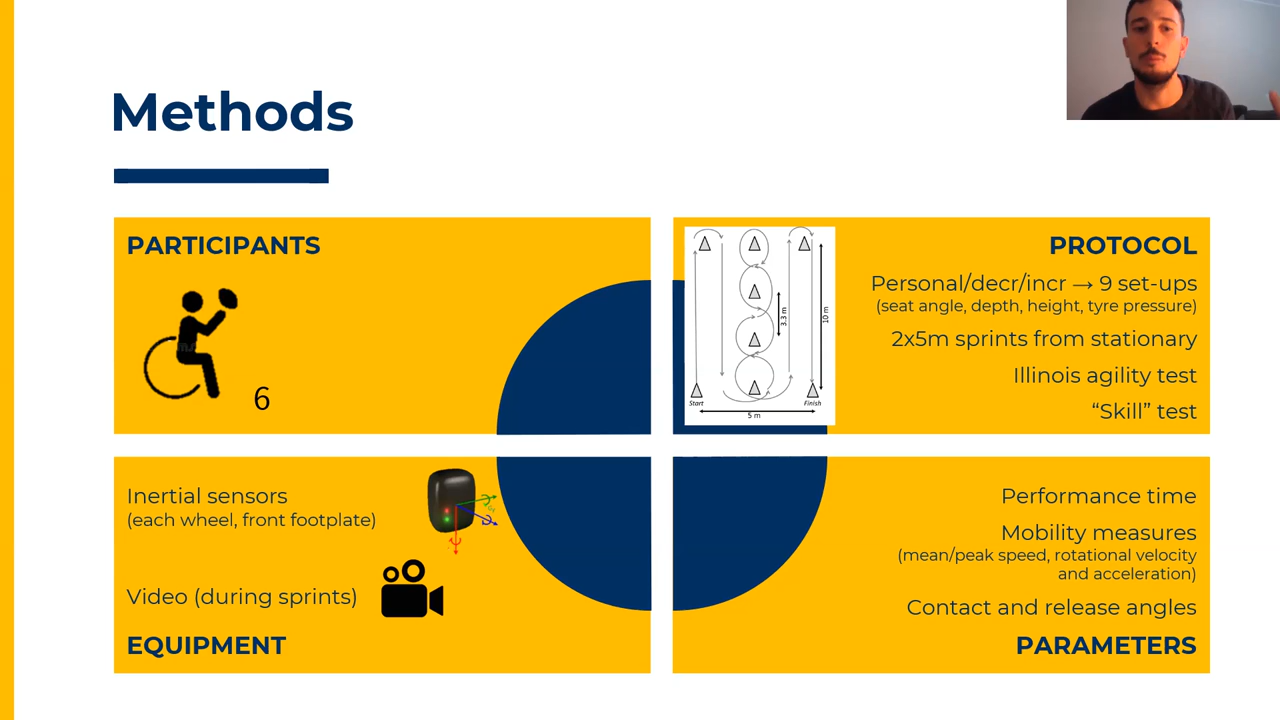 Methods
PARTICIPANTS
6
PROTOCOL
Personal/decr/incr → 9 set-ups
(seat angle, depth, height, tyre pressure)
2x5m sprints from stationary
Illinois agility test
“Skill” test
3.3 m
10 m
Start
Finish
5 m
Inertial sensors
(each wheel, front footplate)
Video (during sprints)
EQUIPMENT
Performance time
Mobility measures
(mean/peak speed, rotational velocity
and acceleration)
Contact and release angles
PARAMETERS